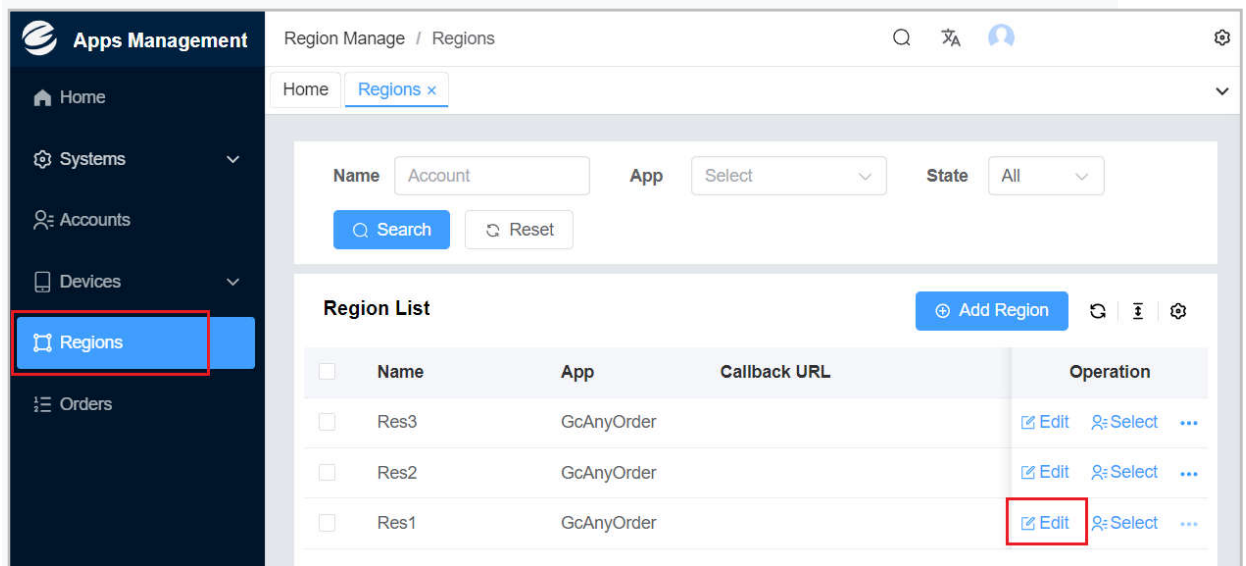 Apps Management
Region Manage / Regions
Home
Regions ×
Home
Systems
Accounts
Devices
Regions
Orders
Name Account App Select State All
Search Reset
Region List Add Region
Name App Callback URL Operation
Res3 GcAnyOrder Edit Select ...
Res2 GcAnyOrder Edit Select ...
Res1 GcAnyOrder Edit Select ...